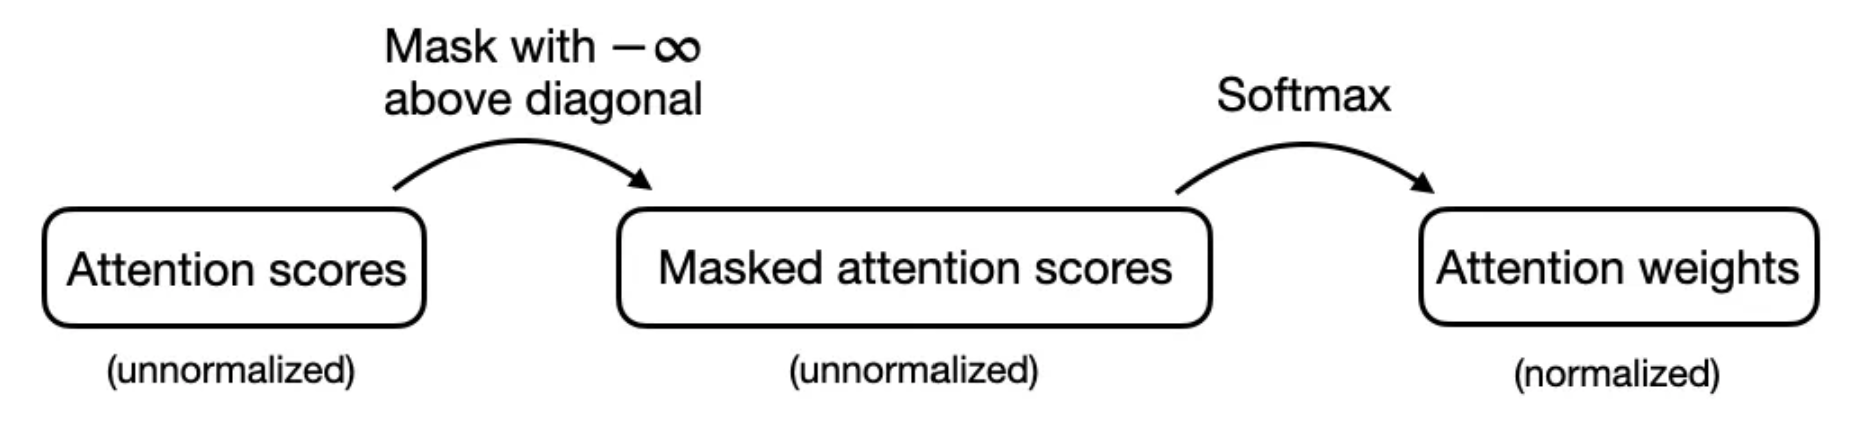 Mask with −∞
above diagonal
Softmax
Attention scores
Masked attention scores
Attention weights
(unnormalized)
(unnormalized)
(normalized)